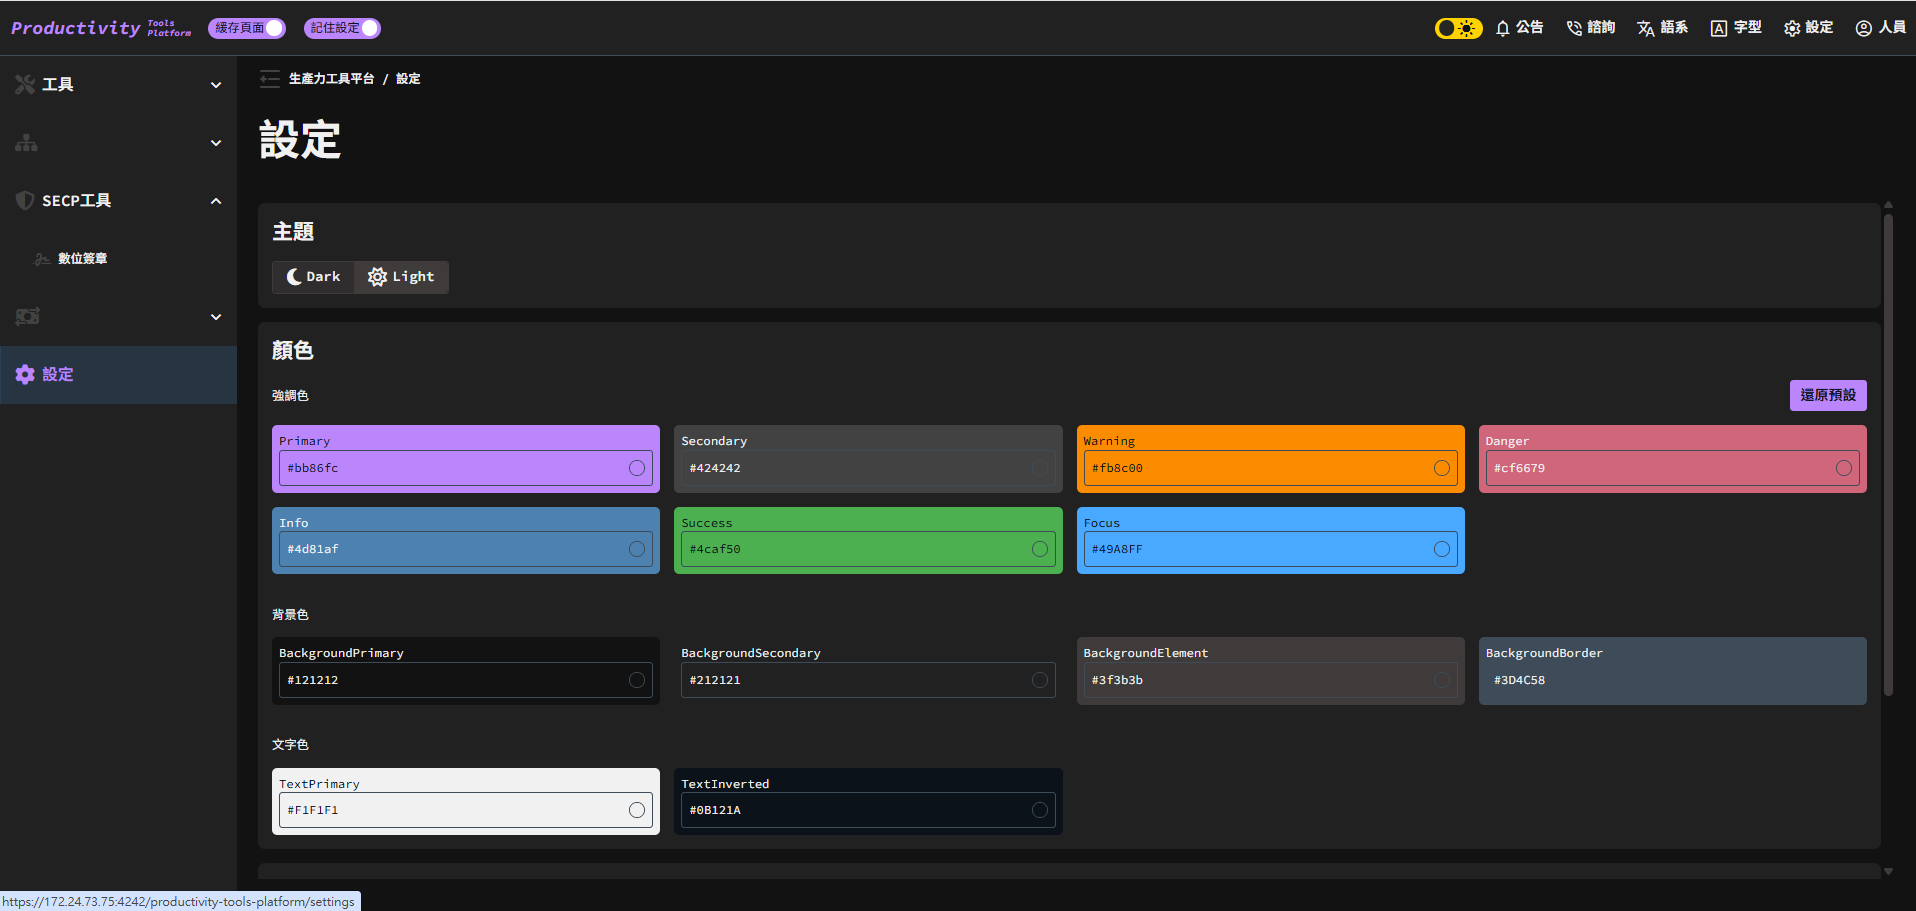 Productivity Tools Platform
緩存頁面
記住設定
公告
諮詢
語系
字型
設定
人員
工具
SECP工具
數位簽章
設定
生產力工具平台 / 設定
設定
主題
Dark
Light
顏色
強調色
還原預設
Primary
#bb86fc
Secondary
#424242
Warning
#fb8c00
Danger
#cf6679
Info
#4d81af
Success
#4caf50
Focus
#49A8FF
背景色
BackgroundPrimary
#121212
BackgroundSecondary
#212121
BackgroundElement
#3f3b3b
BackgroundBorder
#3D4C58
文字色
TextPrimary
#F1F1F1
TextInverted
#0B121A
https://172.24.73.75:4242/productivity-tools-platform/settings